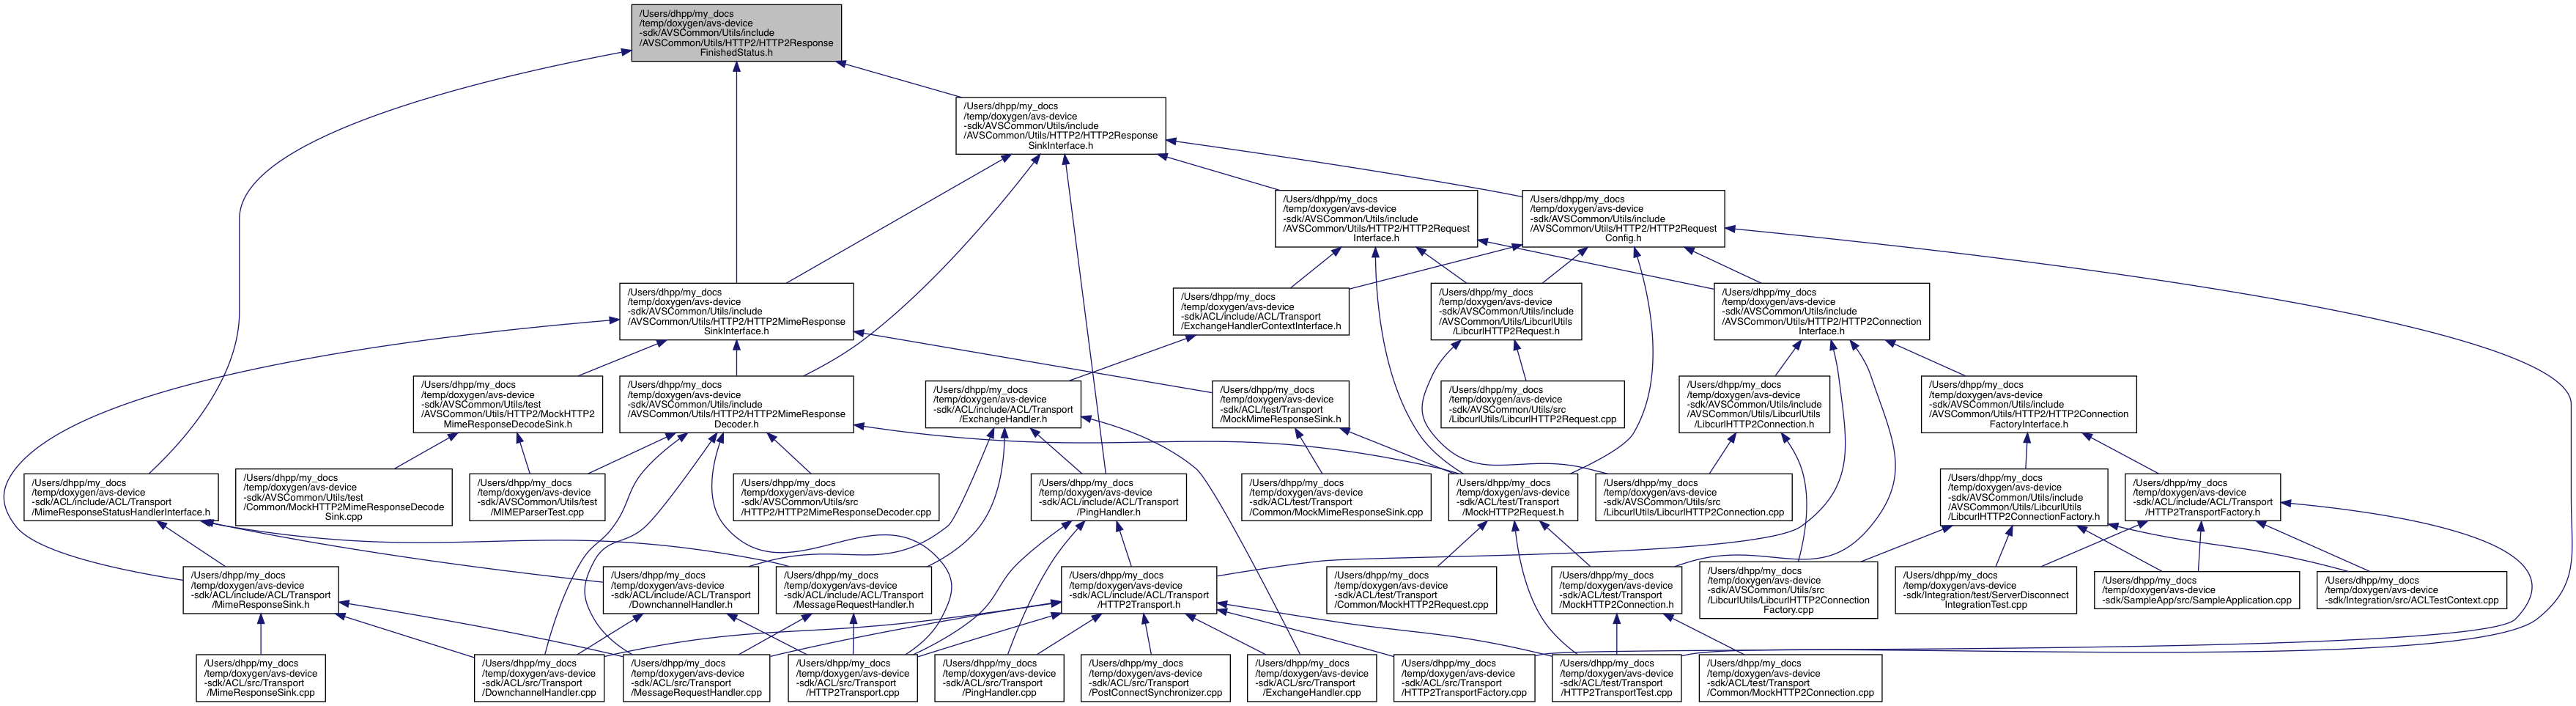 /Users/dhpp/my_docs
/temp/doxygen/avs-device
-sdk/AVSCommon/Utils/include
/AVSCommon/Utils/HTTP2/HTTP2Response
FinishedStatus.h
/Users/dhpp/my_docs
/temp/doxygen/avs-device
-sdk/AVSCommon/Utils/include
/AVSCommon/Utils/HTTP2/HTTP2Response
SinkInterface.h
/Users/dhpp/my_docs
/temp/doxygen/avs-device
-sdk/AVSCommon/Utils/include
/AVSCommon/Utils/HTTP2/HTTP2Request
Interface.h
/Users/dhpp/my_docs
/temp/doxygen/avs-device
-sdk/AVSCommon/Utils/include
/AVSCommon/Utils/HTTP2/HTTP2Request
Config.h
/Users/dhpp/my_docs
/temp/doxygen/avs-device
-sdk/AVSCommon/Utils/include
/AVSCommon/Utils/HTTP2/HTTP2MimeResponse
SinkInterface.h
/Users/dhpp/my_docs
/temp/doxygen/avs-device
-sdk/ACL/include/ACL/Transport
/ExchangeHandlerContextInterface.h
/Users/dhpp/my_docs
/temp/doxygen/avs-device
-sdk/AVSCommon/Utils/include
/AVSCommon/Utils/LibcurlUtils
/LibcurlHTTP2Request.h
/Users/dhpp/my_docs
/temp/doxygen/avs-device
-sdk/AVSCommon/Utils/include
/AVSCommon/Utils/HTTP2/HTTP2Connection
Interface.h
/Users/dhpp/my_docs
/temp/doxygen/avs-device
-sdk/AVSCommon/Utils/test
/AVSCommon/Utils/HTTP2/MockHTTP2
MimeResponseDecodeSink.h
/Users/dhpp/my_docs
/temp/doxygen/avs-device
-sdk/AVSCommon/Utils/include
/AVSCommon/Utils/HTTP2/HTTP2MimeResponse
Decoder.h
/Users/dhpp/my_docs
/temp/doxygen/avs-device
-sdk/ACL/include/ACL/Transport
/ExchangeHandler.h
/Users/dhpp/my_docs
/temp/doxygen/avs-device
-sdk/ACL/test/Transport
/MockMimeResponseSink.h
/Users/dhpp/my_docs
/temp/doxygen/avs-device
-sdk/AVSCommon/Utils/src
/LibcurlUtils/LibcurlHTTP2Request.cpp
/Users/dhpp/my_docs
/temp/doxygen/avs-device
-sdk/AVSCommon/Utils/include
/AVSCommon/Utils/LibcurlUtils
/LibcurlHTTP2Connection.h
/Users/dhpp/my_docs
/temp/doxygen/avs-device
-sdk/AVSCommon/Utils/include
/AVSCommon/Utils/HTTP2/HTTP2Connection
FactoryInterface.h
/Users/dhpp/my_docs
/temp/doxygen/avs-device
-sdk/ACL/include/ACL/Transport
/MimeResponseStatusHandlerInterface.h
/Users/dhpp/my_docs
/temp/doxygen/avs-device
-sdk/AVSCommon/Utils/test
/Common/MockHTTP2MimeResponseDecode
Sink.cpp
/Users/dhpp/my_docs
/temp/doxygen/avs-device
-sdk/AVSCommon/Utils/test
/MIMEParserTest.cpp
/Users/dhpp/my_docs
/temp/doxygen/avs-device
-sdk/AVSCommon/Utils/src
/HTTP2/HTTP2MimeResponseDecoder.cpp
/Users/dhpp/my_docs
/temp/doxygen/avs-device
-sdk/ACL/include/ACL/Transport
/PingHandler.h
/Users/dhpp/my_docs
/temp/doxygen/avs-device
-sdk/ACL/test/Transport
/Common/MockMimeResponseSink.cpp
/Users/dhpp/my_docs
/temp/doxygen/avs-device
-sdk/ACL/test/Transport
/MockHTTP2Request.h
/Users/dhpp/my_docs
/temp/doxygen/avs-device
-sdk/AVSCommon/Utils/src
/LibcurlUtils/LibcurlHTTP2Connection.cpp
/Users/dhpp/my_docs
/temp/doxygen/avs-device
-sdk/AVSCommon/Utils/include
/AVSCommon/Utils/LibcurlUtils
/LibcurlHTTP2ConnectionFactory.h
/Users/dhpp/my_docs
/temp/doxygen/avs-device
-sdk/ACL/include/ACL/Transport
/HTTP2TransportFactory.h
/Users/dhpp/my_docs
/temp/doxygen/avs-device
-sdk/ACL/include/ACL/Transport
/MimeResponseSink.h
/Users/dhpp/my_docs
/temp/doxygen/avs-device
-sdk/ACL/include/ACL/Transport
/DownchannelHandler.h
/Users/dhpp/my_docs
/temp/doxygen/avs-device
-sdk/ACL/include/ACL/Transport
/MessageRequestHandler.h
/Users/dhpp/my_docs
/temp/doxygen/avs-device
-sdk/ACL/include/ACL/Transport
/HTTP2Transport.h
/Users/dhpp/my_docs
/temp/doxygen/avs-device
-sdk/ACL/test/Transport
/Common/MockHTTP2Request.cpp
/Users/dhpp/my_docs
/temp/doxygen/avs-device
-sdk/ACL/test/Transport
/MockHTTP2Connection.h
/Users/dhpp/my_docs
/temp/doxygen/avs-device
-sdk/AVSCommon/Utils/src
/LibcurlUtils/LibcurlHTTP2Connection
Factory.cpp
/Users/dhpp/my_docs
/temp/doxygen/avs-device
-sdk/Integration/test/ServerDisconnect
IntegrationTest.cpp
/Users/dhpp/my_docs
/temp/doxygen/avs-device
-sdk/SampleApp/src/SampleApplication.cpp
/Users/dhpp/my_docs
/temp/doxygen/avs-device
-sdk/Integration/src/ACLTestContext.cpp
/Users/dhpp/my_docs
/temp/doxygen/avs-device
-sdk/ACL/src/Transport
/MimeResponseSink.cpp
/Users/dhpp/my_docs
/temp/doxygen/avs-device
-sdk/ACL/src/Transport
/DownchannelHandler.cpp
/Users/dhpp/my_docs
/temp/doxygen/avs-device
-sdk/ACL/src/Transport
/MessageRequestHandler.cpp
/Users/dhpp/my_docs
/temp/doxygen/avs-device
-sdk/ACL/src/Transport
/HTTP2Transport.cpp
/Users/dhpp/my_docs
/temp/doxygen/avs-device
-sdk/ACL/src/Transport
/PingHandler.cpp
/Users/dhpp/my_docs
/temp/doxygen/avs-device
-sdk/ACL/src/Transport
/PostConnectSynchronizer.cpp
/Users/dhpp/my_docs
/temp/doxygen/avs-device
-sdk/ACL/src/Transport
/ExchangeHandler.cpp
/Users/dhpp/my_docs
/temp/doxygen/avs-device
-sdk/ACL/src/Transport
/HTTP2TransportFactory.cpp
/Users/dhpp/my_docs
/temp/doxygen/avs-device
-sdk/ACL/test/Transport
/HTTP2TransportTest.cpp
/Users/dhpp/my_docs
/temp/doxygen/avs-device
-sdk/ACL/test/Transport
/Common/MockHTTP2Connection.cpp